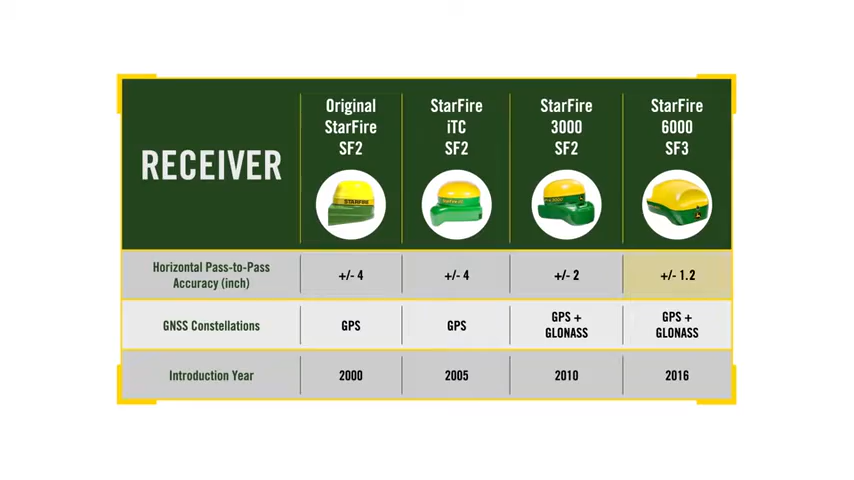 RECEIVER
Original
StarFire
SF2
StarFire
iTC
SF2
StarFire
3000
SF2
StarFire
6000
SF3
STARFIRE
Horizontal Pass-to-Pass
Accuracy (inch)
+/- 4
+/- 4
+/- 2
+/- 1.2
GNSS Constellations
GPS
GPS
GPS +
GLONASS
GPS +
GLONASS
Introduction Year
2000
2005
2010
2016